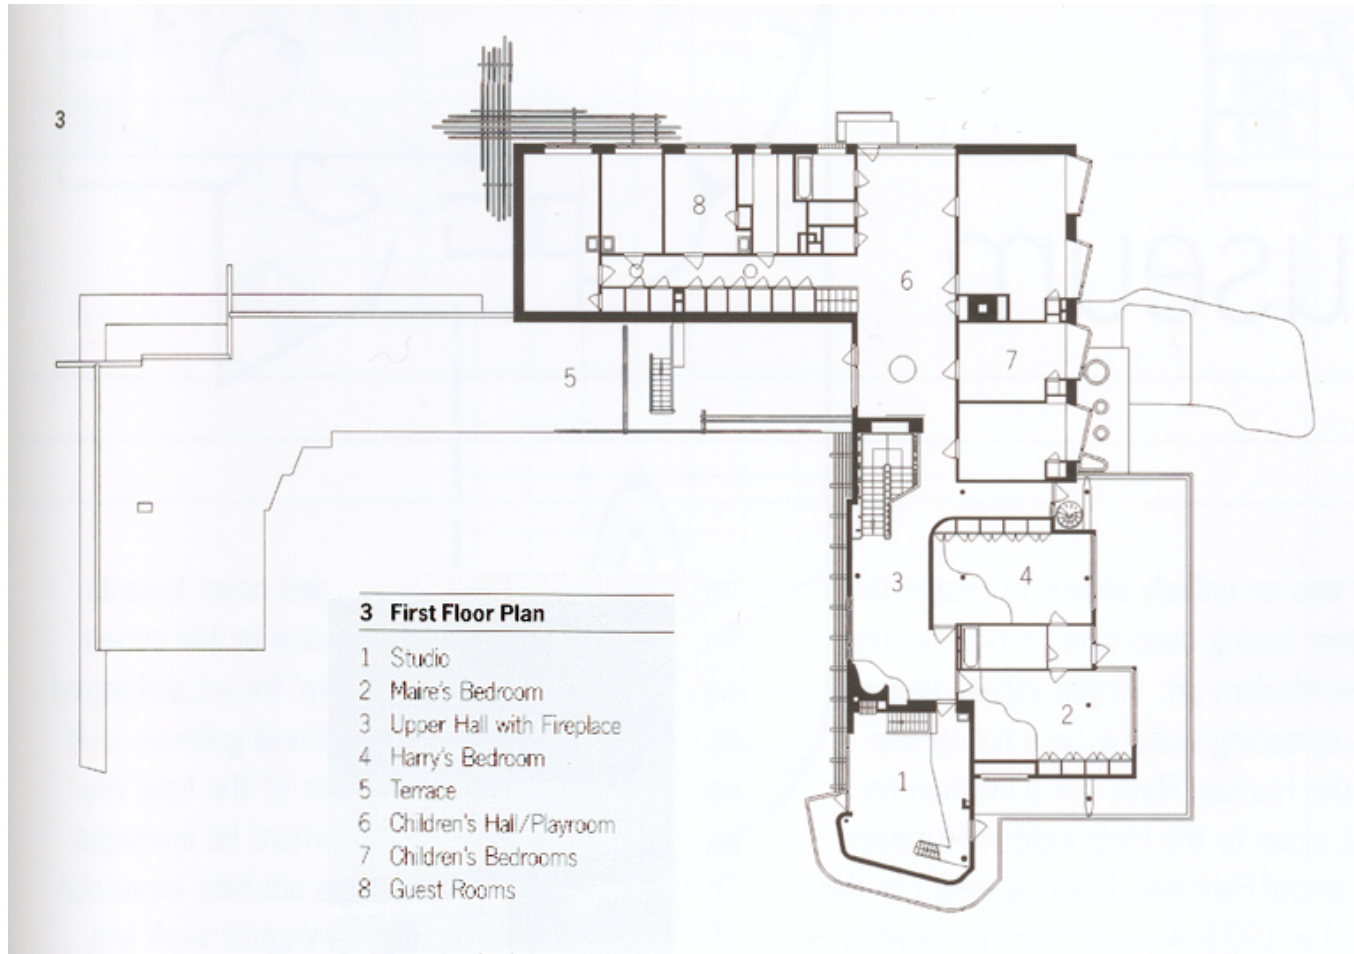 3
8
6
7
5
3
4
2
1
3 First Floor Plan
1 Studio
2 Maire's Bedroom
3 Upper Hall with Fireplace
4 Harry's Bedroom
5 Terrace
6 Children's Hall/Playroom
7 Children's Bedrooms
8 Guest Rooms